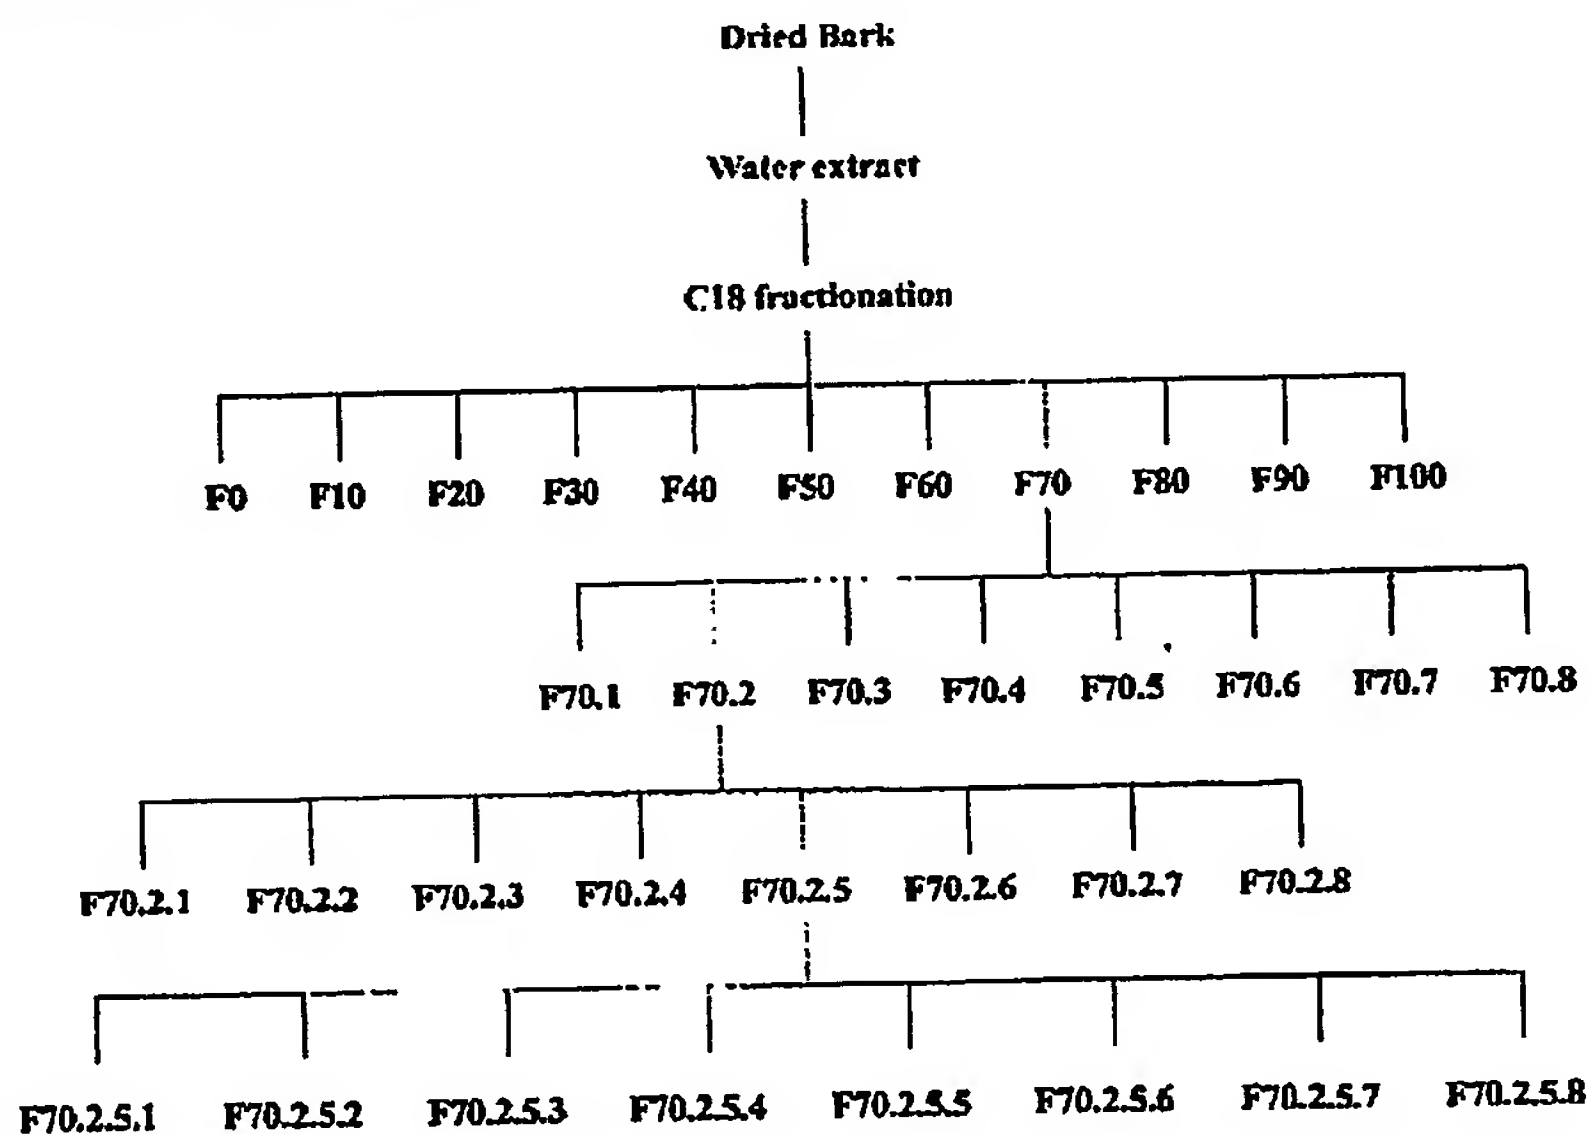 Dried Bark
Water extract
C18 fractionation
F0 F10 F20 F30 F40 F50 F60 F70 F80 F90 F100
F70.1 F70.2 F70.3 F70.4 F70.5 F70.6 F70.7 F70.8
F70.2.1 F70.2.2 F70.2.3 F70.2.4 F70.2.5 F70.2.6 F70.2.7 F70.2.8
F70.2.5.1 F70.2.5.2 F70.2.5.3 F70.2.5.4 F70.2.5.5 F70.2.5.6 F70.2.5.7 F70.2.5.8